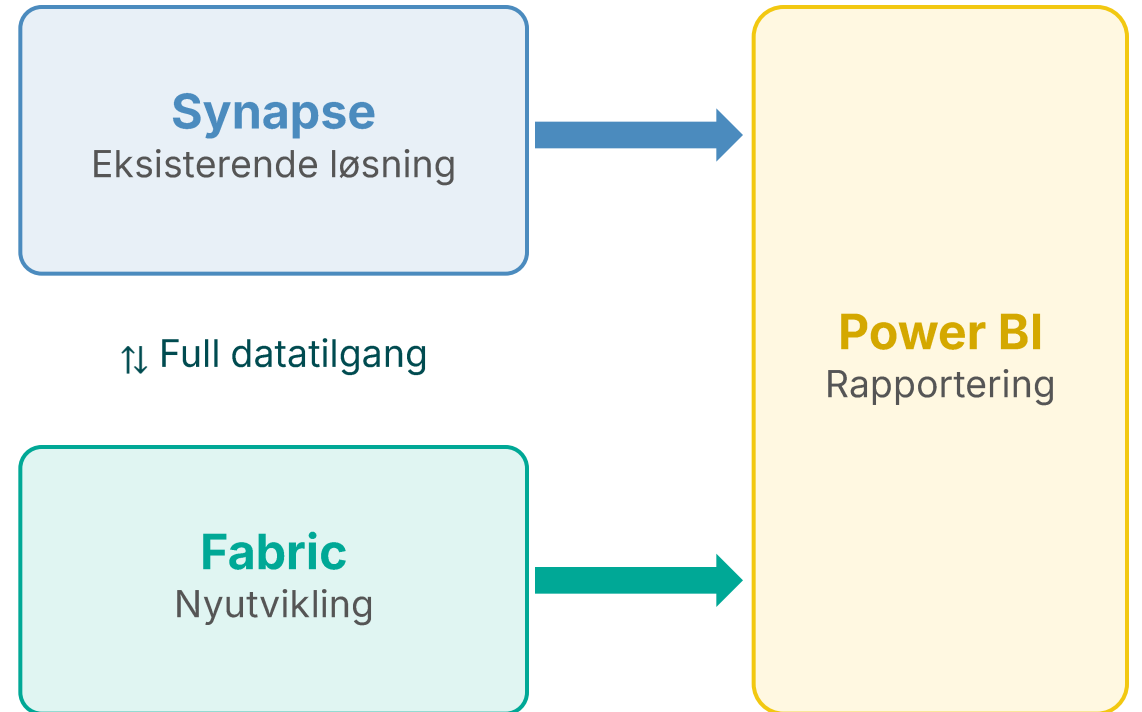 Synapse
Eksisterende løsning
⇅ Full datatilgang
Fabric
Nyutvikling
Power BI
Rapportering